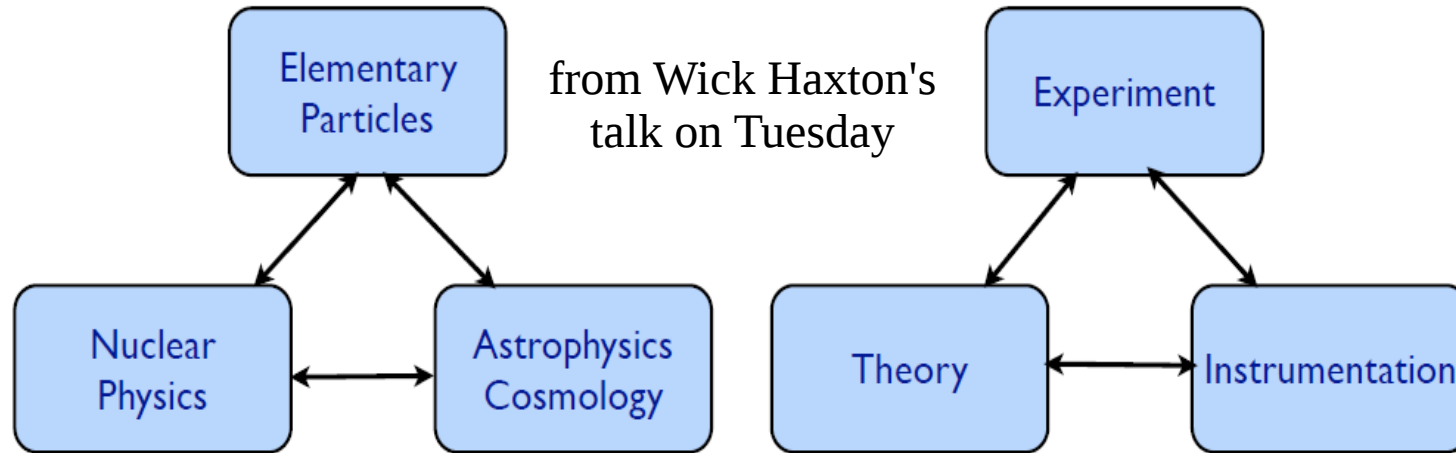 Elementary
Particles
from Wick Haxton's
talk on Tuesday
Experiment
Nuclear
Physics
Astrophysics
Cosmology
Theory
Instrumentation